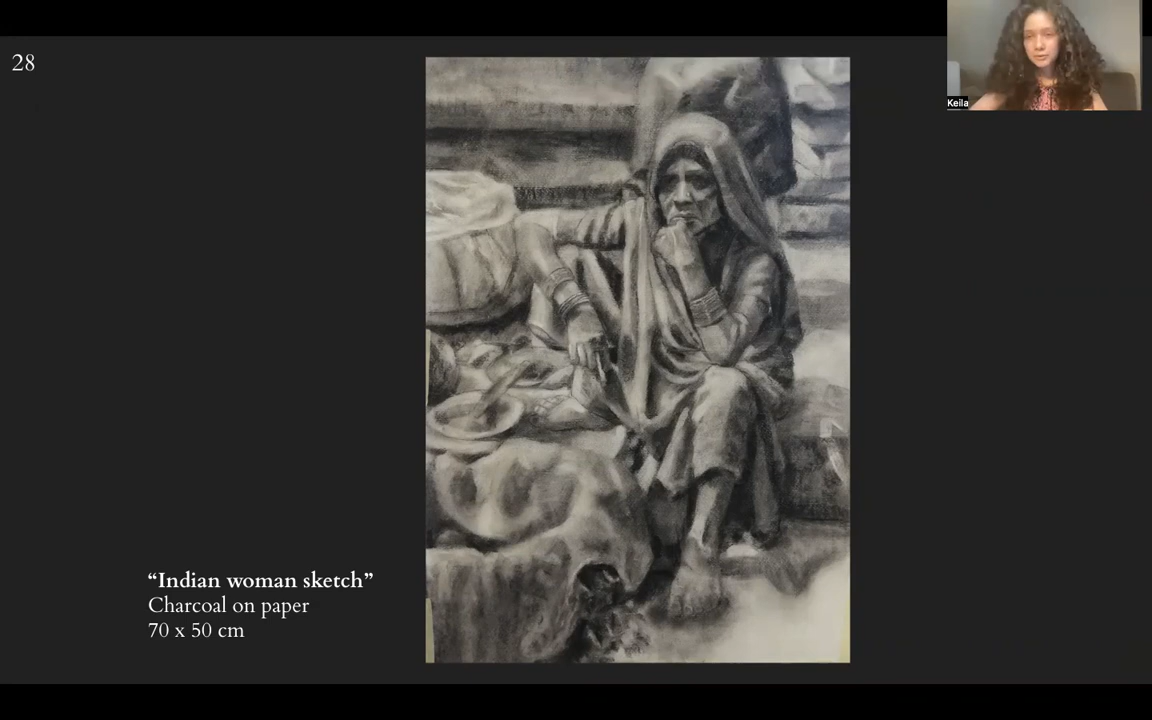 28
Keila
“Indian woman sketch”
Charcoal on paper
70 x 50 cm